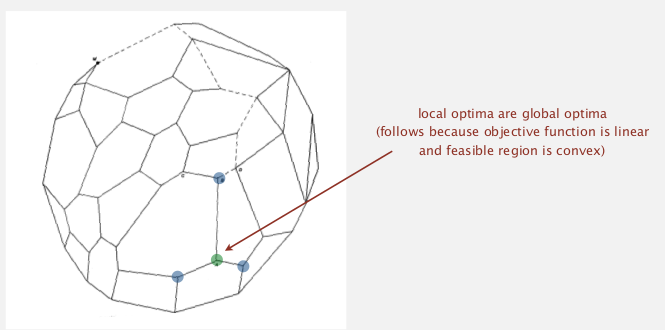 local optima are global optima
(follows because objective function is linear
and feasible region is convex)